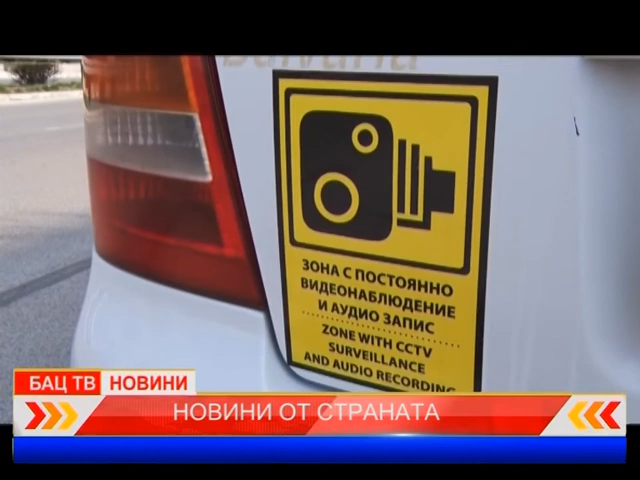 ЗОНА С ПОСТОЯННО
ВИДЕОНАБЛЮДЕНИЕ
И АУДИО ЗАПИС
ZONE WITH CCTV
SURVEILLANCE
AND AUDIO RECORDING
БАЦ ТВ НОВИНИ
НОВИНИ ОТ СТРАНАТА